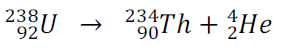 ²³⁸₉₂U → ²³⁴₉₀Th + ⁴₂He